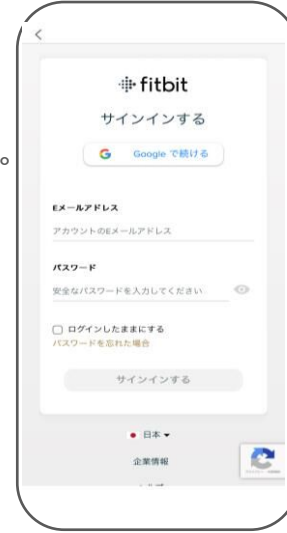 fitbit
サインインする
Google で続ける
Eメールアドレス
アカウントのEメールアドレス
パスワード
安全なパスワードを入力してください
ログインしたままにする
パスワードを忘れた場合
サインインする
日本
企業情報